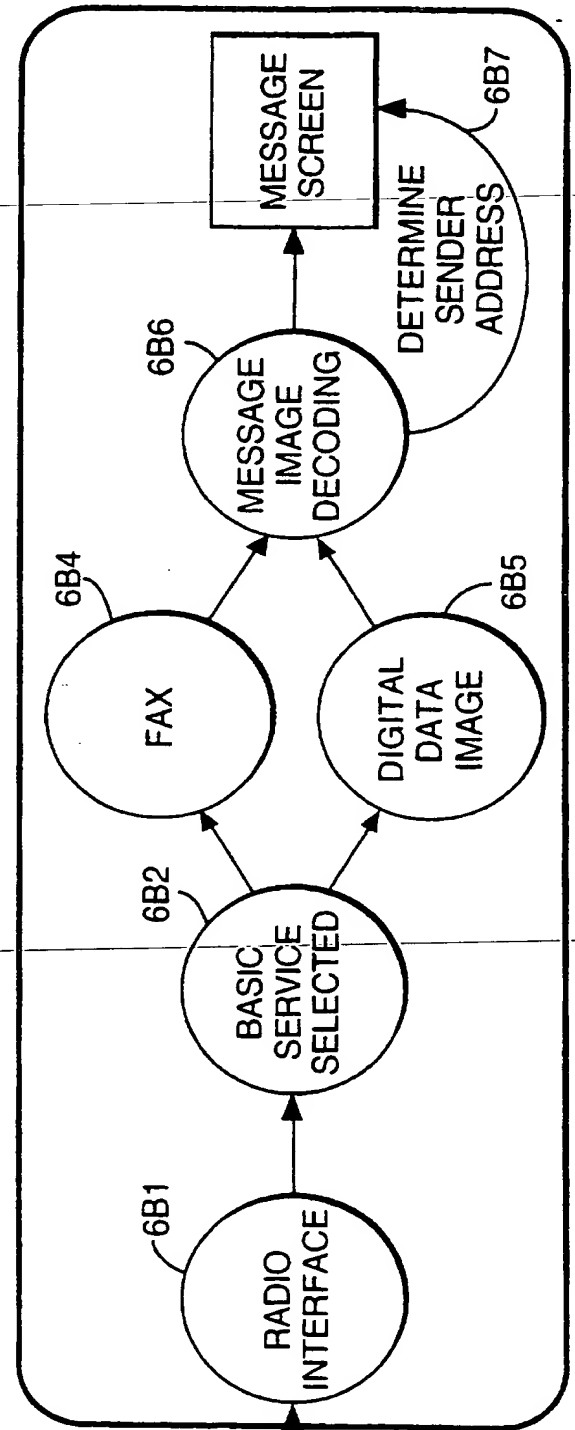 6B1
RADIO
INTERFACE
6B2
BASIC
SERVICE
SELECTED
6B4
FAX
6B5
DIGITAL
DATA
IMAGE
6B6
MESSAGE
IMAGE
DECODING
MESSAGE
SCREEN
DETERMINE
SENDER
ADDRESS
6B7